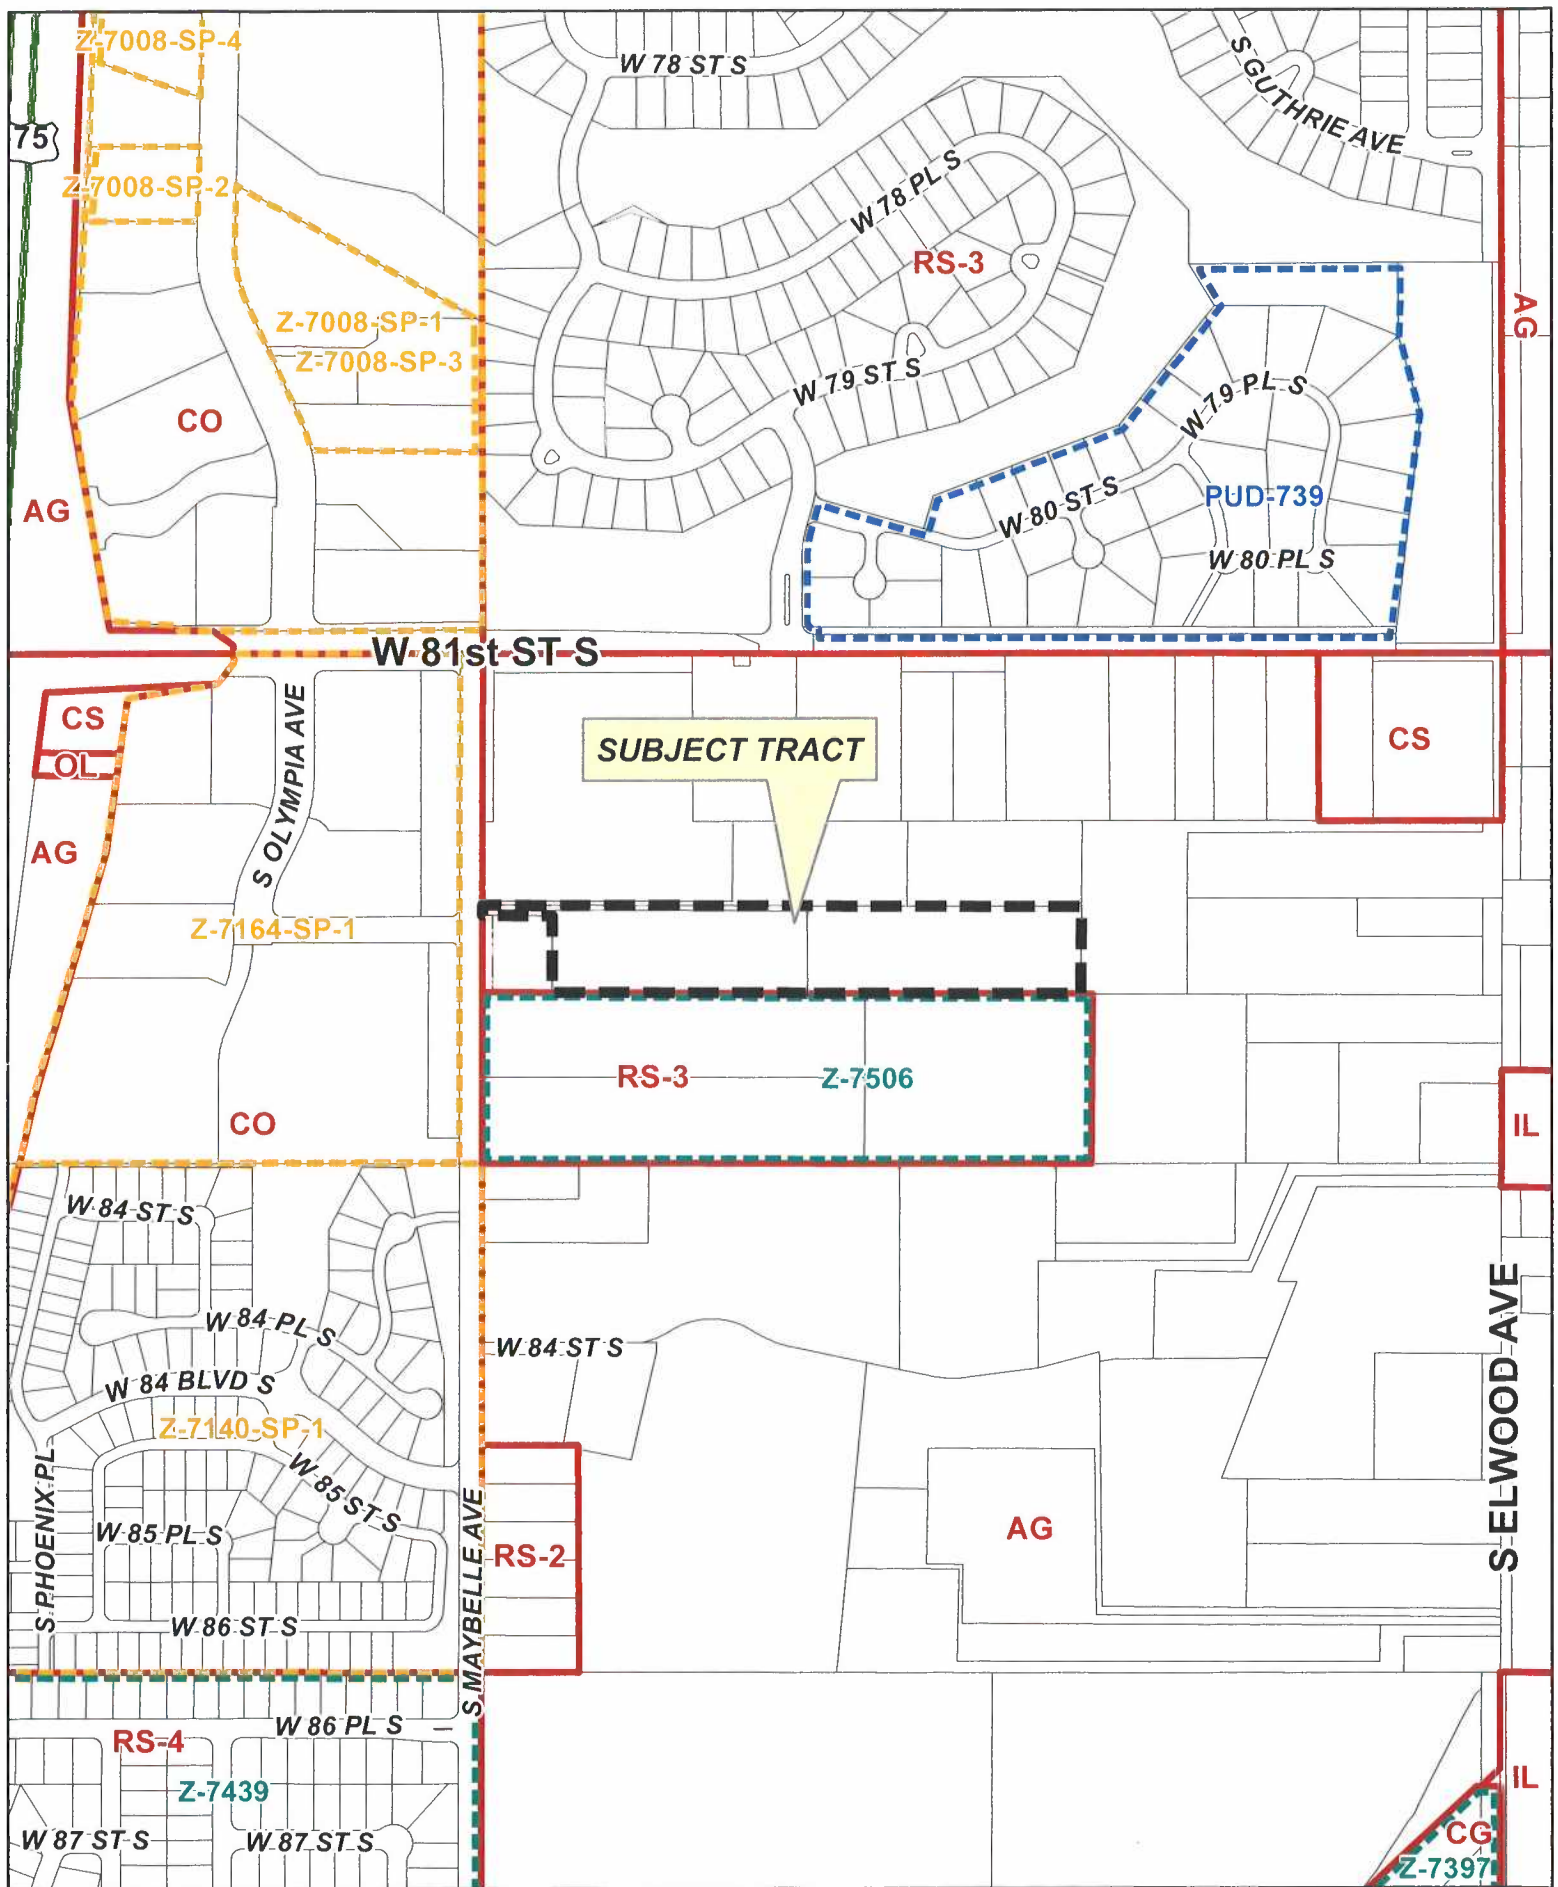 Z-7008-SP-4
W 78 ST S
S GUTHRIE AVE
75
Z-7008-SP-2
W 78 PL S
RS-3
AG
Z-7008-SP-1
Z-7008-SP-3
W 79 ST S
W 79 PL S
CO
AG
W 80 ST S
PUD-739
W 80 PL S
W 81st ST S
CS
OL
S OLYMPIA AVE
SUBJECT TRACT
CS
AG
Z-7164-SP-1
RS-3
Z-7506
CO
IL
W 84 ST S
W 84 PL S
W 84 ST S
W 84 BLVD S
Z-7140-SP-1
S ELWOOD AVE
S PHOENIX PL
W 85 ST S
W 85 PL S
S MAYBELLE AVE
RS-2
AG
W 86 ST S
W 86 PL S
RS-4
Z-7439
IL
W 87 ST S
W 87 ST S
CG
Z-7397